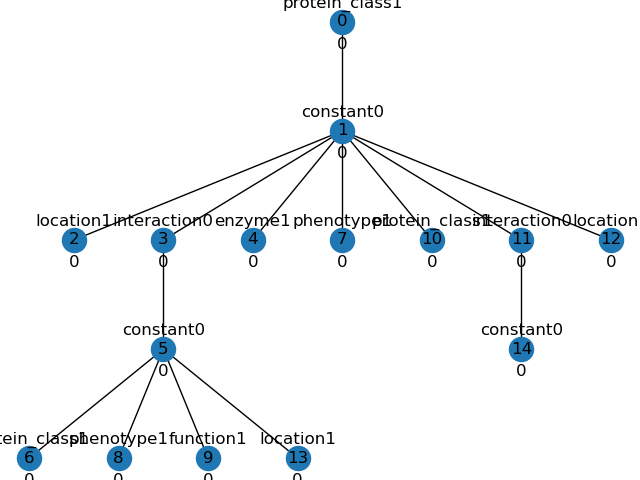 protein_class1
0
0
constant0
1
0
location1 interaction0 enzyme1 phenotype1 protein_class1 interaction0 location
2 3 4 7 10 11 12
0 0 0 0 0 0 0
constant0 constant0
5 14
0 0
tein_class1 phenotype1 function1 location1
6 8 9 13
0 0 0 0